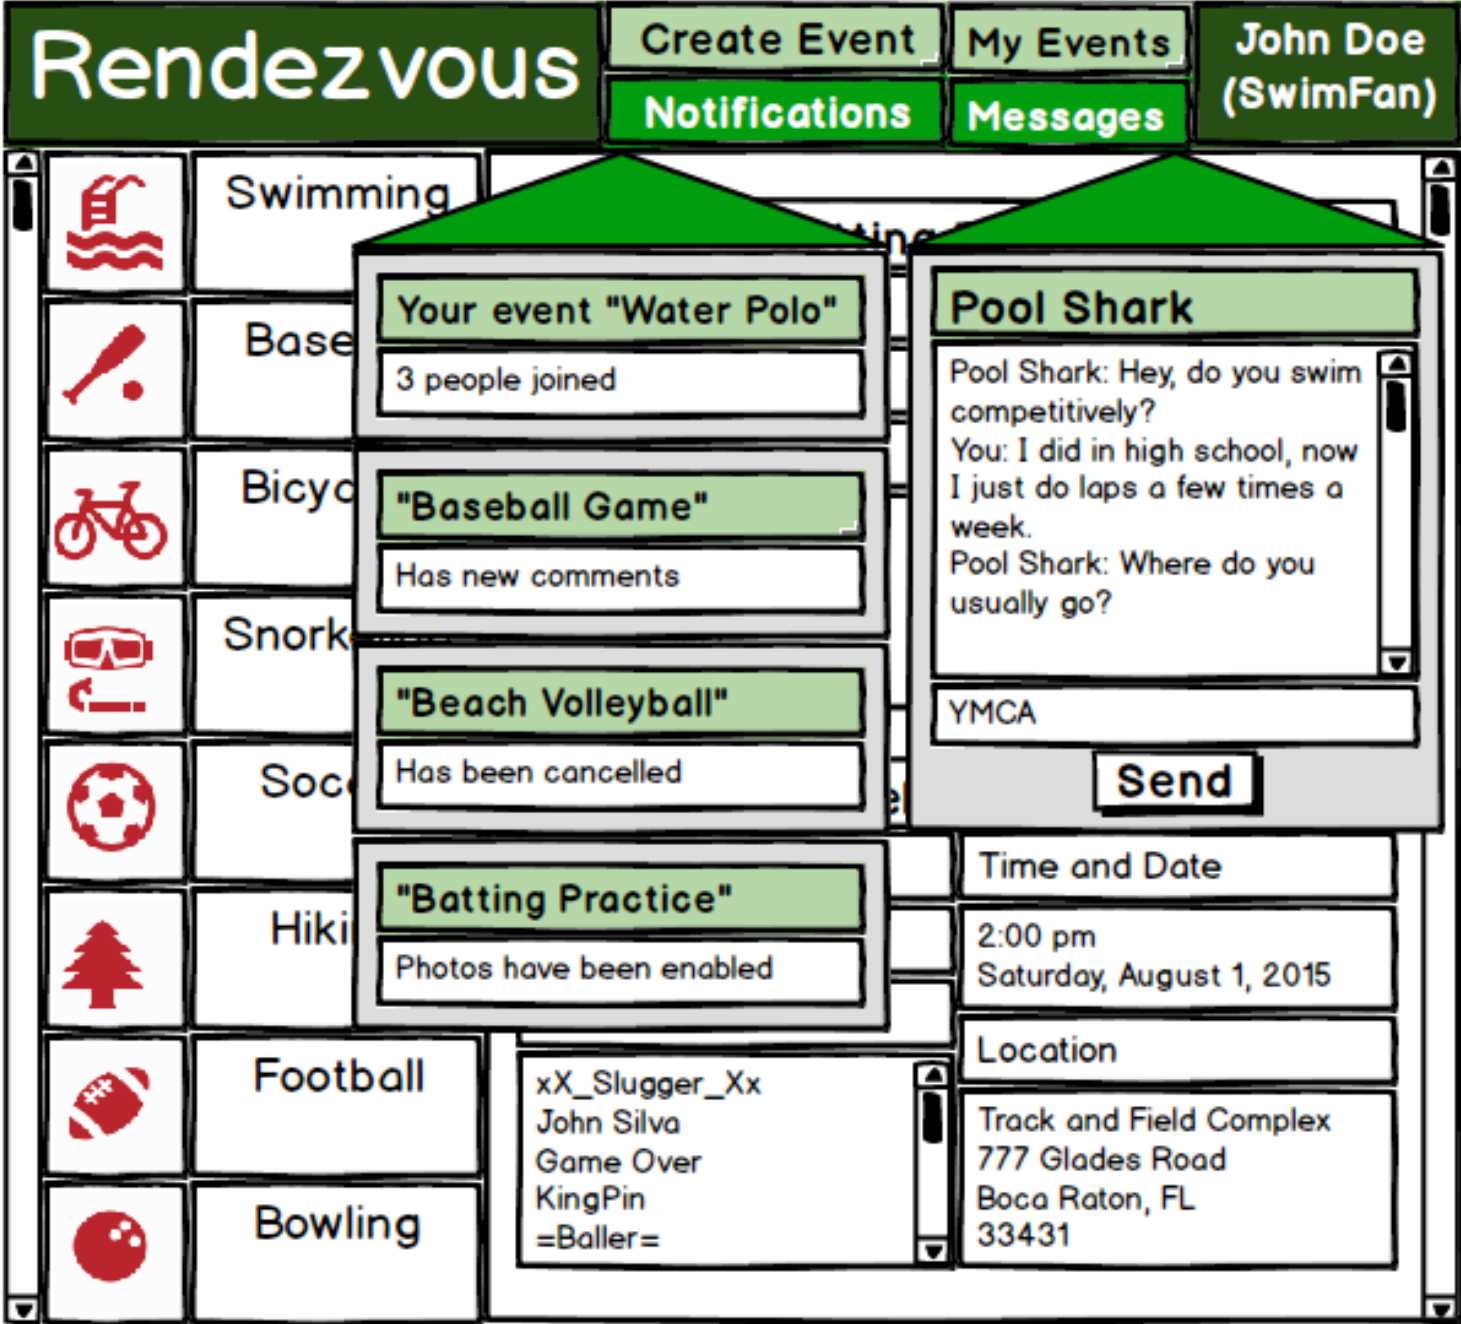 Rendezvous
Create Event
My Events
John Doe
(SwimFan)
Notifications
Messages
Swimming
Your event "Water Polo"
3 people joined
"Baseball Game"
Has new comments
"Beach Volleyball"
Has been cancelled
"Batting Practice"
Photos have been enabled
Pool Shark
Pool Shark: Hey, do you swim
competitively?
You: I did in high school, now
I just do laps a few times a
week.
Pool Shark: Where do you
usually go?
YMCA
Send
Football
Bowling
xX_Slugger_Xx
John Silva
Game Over
KingPin
=Baller=
Time and Date
2:00 pm
Saturday, August 1, 2015
Location
Track and Field Complex
777 Glades Road
Boca Raton, FL
33431